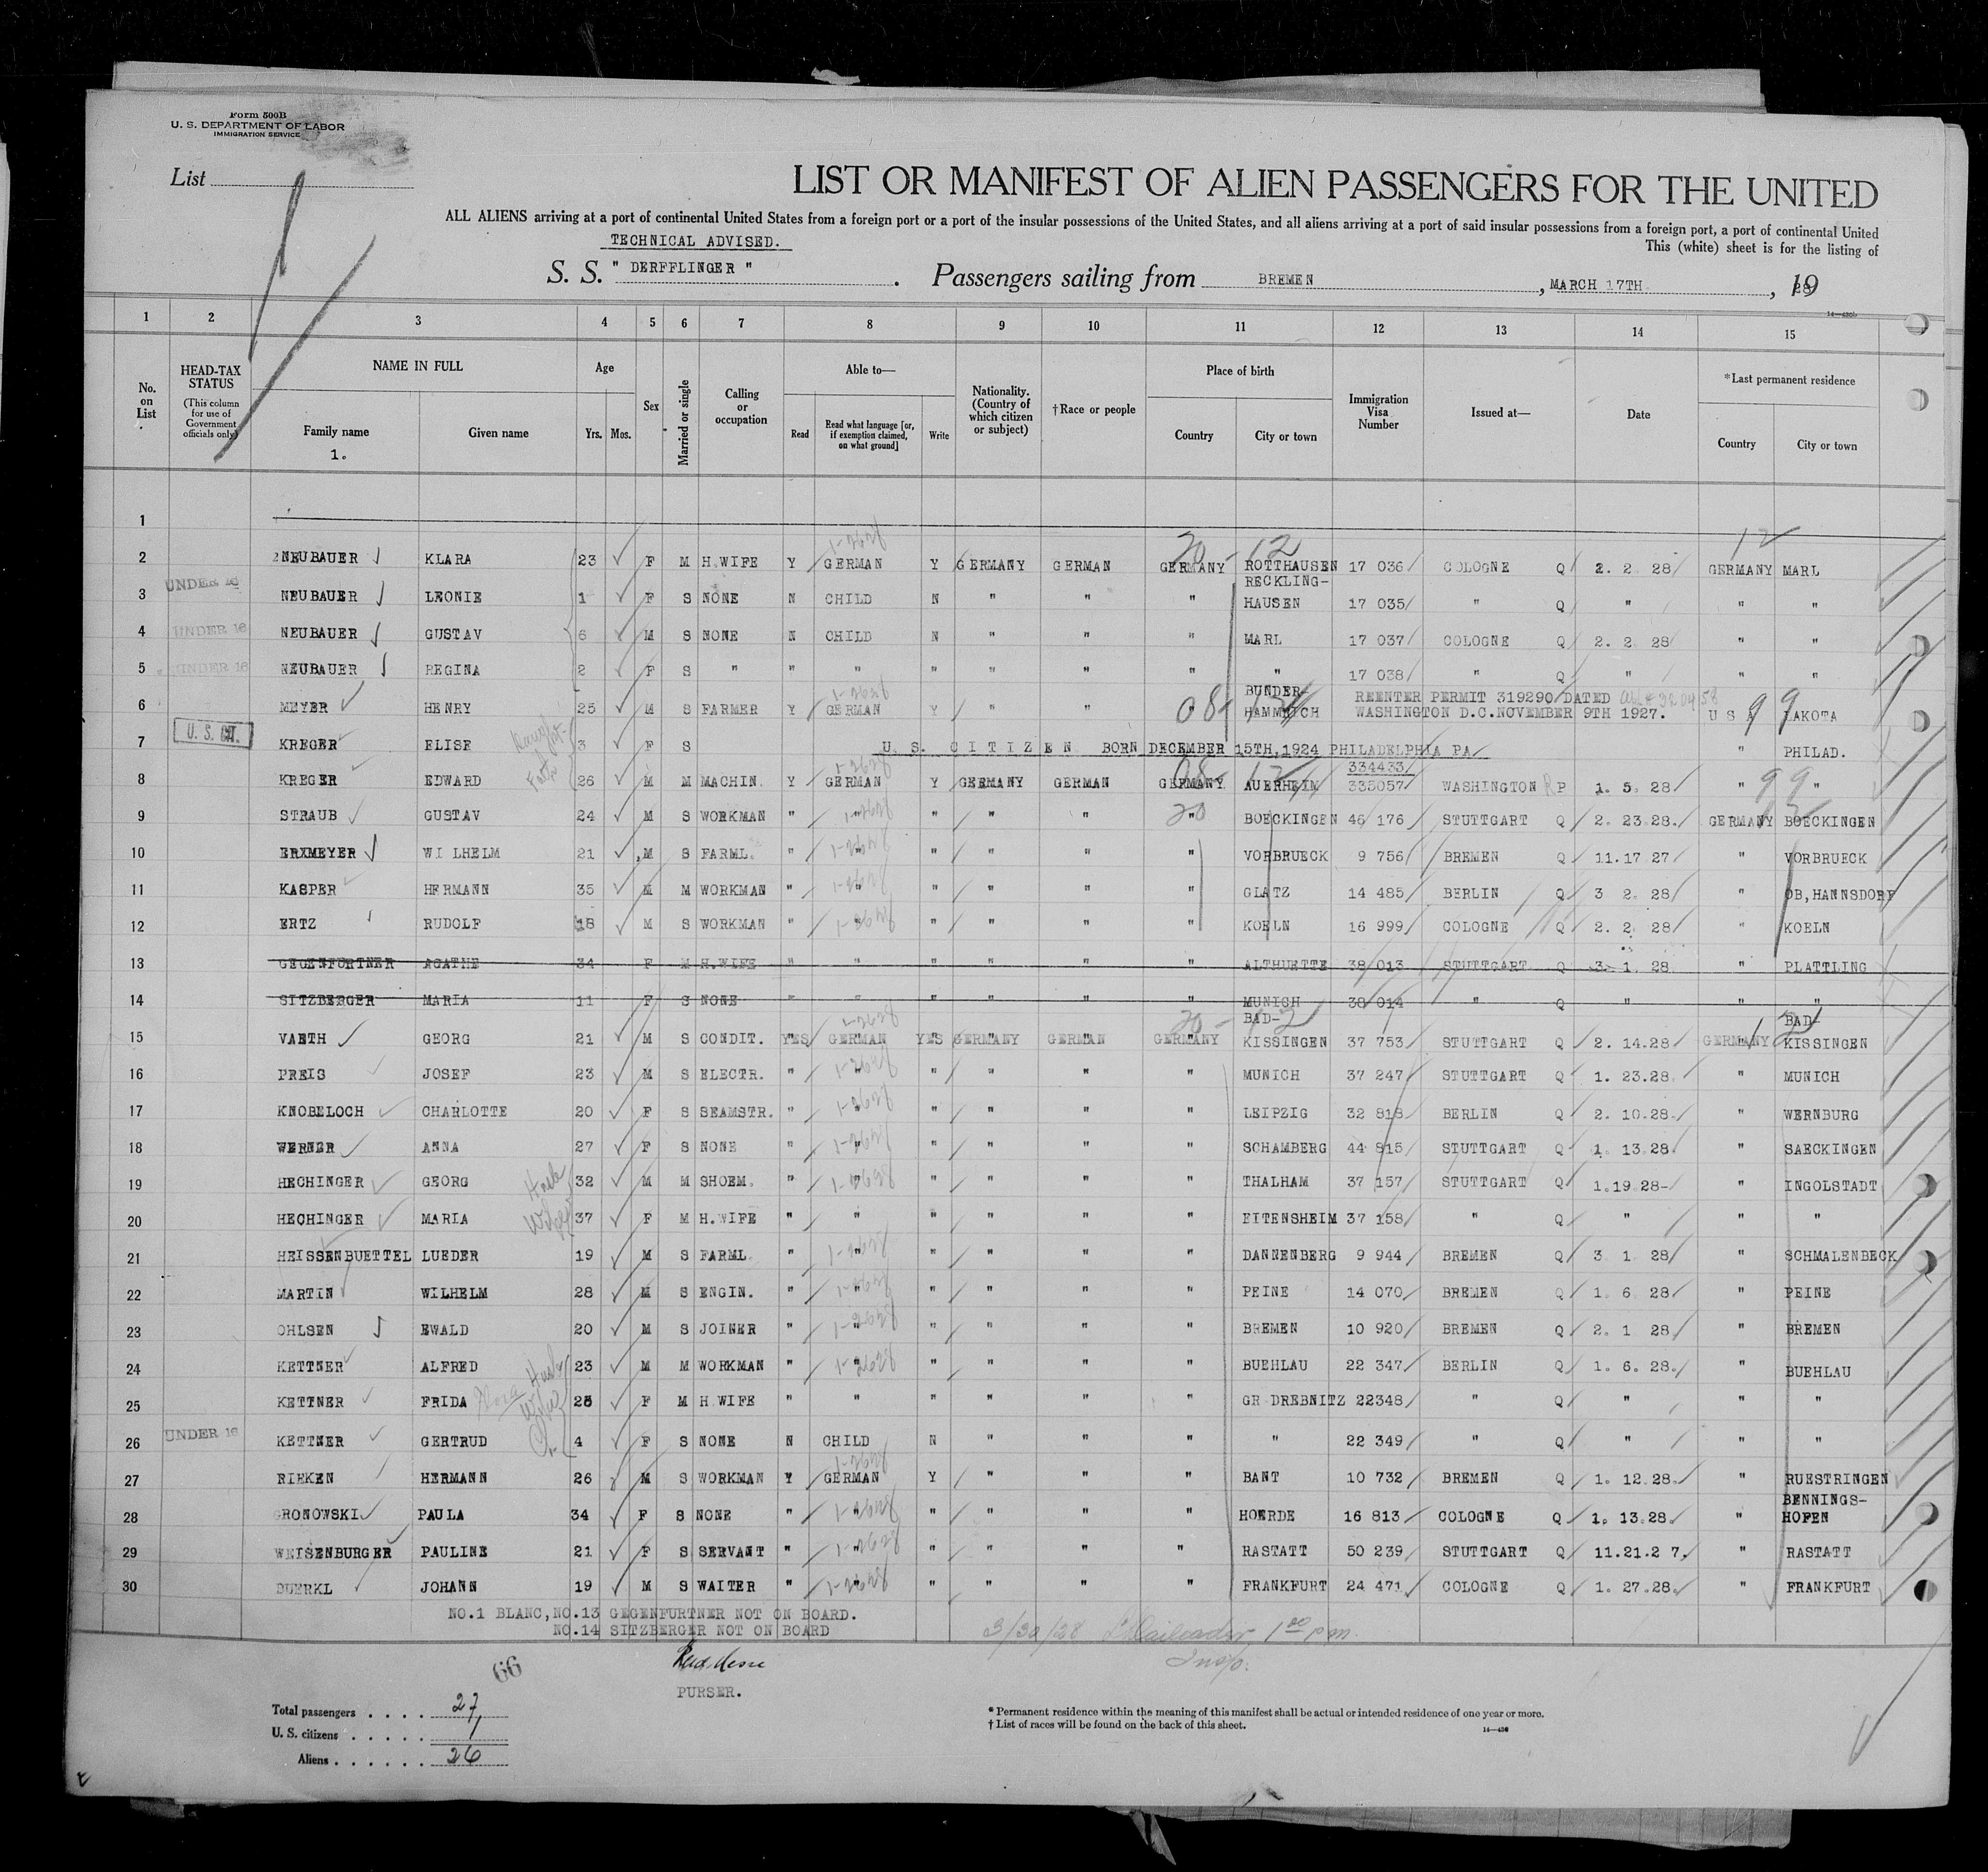 Form 500B
U. S. DEPARTMENT OF LABOR
IMMIGRATION SERVICE
List
LIST OR MANIFEST OF ALIEN PASSENGERS FOR THE UNITED
ALL ALIENS arriving at a port of continental United States from a foreign port or a port of the insular possessions of the United States, and all aliens arriving at a port of said insular possessions from a foreign port, a port of continental United
This (white) sheet is for the listing of
TECHNICAL ADVISED.
S. S. " DERFFLINGER " . Passengers sailing from BREMEN , MARCH 17TH , 19 28
1 2 3 4 5 6 7 8 9 10 11 12 13 14 15
No. on List
HEAD-TAX STATUS (This column for use of Government officials only)
NAME IN FULL Family name Given name
1.
Age Yrs. Mos.
Sex
Married or single
Calling or occupation
Able to— Read Read what language [or, if exemption claimed, on what ground] Write
Nationality. (Country of which citizen or subject)
†Race or people
Place of birth Country City or town
Immigration Visa Number
Issued at—
Date
*Last permanent residence Country City or town
1
2 NEUBAUER KLARA 23 F M H.WIFE Y GERMAN Y GERMANY GERMAN GERMANY ROTTHAUSEN 17 036 COLOGNE Q 2. 2. 28 GERMANY MARL
UNDER 16 3 NEUBAUER LEONIE 1 F S NONE N CHILD N " " " RECKLING-HAUSEN 17 035 " Q " " "
4 UNDER 16 NEUBAUER GUSTAV 6 M S NONE N CHILD N " " " MARL 17 037 COLOGNE Q 2. 2. 28 " "
5 UNDER 16 NEUBAUER REGINA 2 F S " " " " " " " " 17 038 " Q " " "
6 MEYER HENRY 25 M S FARMER Y GERMAN Y " " " BUNDER-HAMMRICH REENTER PERMIT 319290 DATED WASHINGTON D.C.NOVEMBER 9TH 1927. U S A LAKOTA
7 U. S. CIT. KREGER ELISE 3 F S U. S. CITIZEN BORN DECEMBER 15TH,1924 PHILADELPHIA PA " PHILAD.
8 KREGER EDWARD 26 M M MACHIN. Y GERMAN Y GERMANY GERMAN GERMANY AUERHEIM 334433 335057 WASHINGTON RP 1. 5. 28 " "
9 STRAUB GUSTAV 24 M S WORKMAN " " " " " " BOECKINGEN 46 176 STUTTGART Q 2. 23.28. GERMANY BOECKINGEN
10 ERXMEYER WILHELM 21 M S FARML. " " " " " " VORBRUECK 9 756 BREMEN Q 11.17 27 " VORBRUECK
11 KASPER HERMANN 35 M M WORKMAN " " " " " " GLATZ 14 485 BERLIN Q 3 2. 28 " OB,HANNSDORF
12 ERTZ RUDOLF 18 M S WORKMAN " " " " " " KOELN 16 999 COLOGNE Q 2. 2. 28 " KOELN
13 GEGENFURTNER AGATHE 34 F M H.WIFE " " " " " " ALTHUETTE 38 013 STUTTGART Q 3 1. 28 " PLATTLING
14 SITZBERGER MARIA 11 F S NONE " " " " " " MUNICH 38 014 " Q " " "
15 VAETH GEORG 21 M S CONDIT. YES GERMAN YES GERMANY GERMAN GERMANY BAD-KISSINGEN 37 753 STUTTGART Q 2. 14.28 GERMANY BAD-KISSINGEN
16 PREIS JOSEF 23 M S ELECTR. " " " " " " MUNICH 37 247 STUTTGART Q 1. 23.28. " MUNICH
17 KNOBELOCH CHARLOTTE 20 F S SEAMSTR. " " " " " " LEIPZIG 32 818 BERLIN Q 2. 10.28. " WERNBURG
18 WERNER ANNA 27 F S NONE " " " " " " SCHAMBERG 44 815 STUTTGART Q 1. 13.28. " SAECKINGEN
19 HECHINGER GEORG 32 M M SHOEM. " " " " " " THALHAM 37 157 STUTTGART Q 1.19 28- " INGOLSTADT
20 HECHINGER MARIA 37 F M H.WIFE " " " " " " EITENSHEIM 37 158 " Q " " "
21 HEISSENBUETTEL LUEDER 19 M S FARML. " " " " " " DANNENBERG 9 944 BREMEN Q 3 1. 28 " SCHMALENBECK
22 MARTIN WILHELM 28 M S ENGIN. " " " " " " PEINE 14 070 BREMEN Q 1. 6. 28 " PEINE
23 OHLSEN EWALD 20 M S JOINER " " " " " " BREMEN 10 920 BREMEN Q 2. 1 28 " BREMEN
24 KETTNER ALFRED 23 M M WORKMAN " " " " " " BUEHLAU 22 347 BERLIN Q 1. 6. 28. " BUEHLAU
25 KETTNER FRIDA 25 F M H.WIFE " " " " " " GR DREBNITZ 22348 " Q " " "
26 UNDER 16 KETTNER GERTRUD 4 F S NONE N CHILD N " " " " 22 349 " Q " " "
27 RIEKEN HERMANN 26 M S WORKMAN Y GERMAN Y " " " BANT 10 732 BREMEN Q 1. 12.28. " RUESTRINGEN
28 GRONOWSKI PAULA 34 F S NONE " " " " " " HOERDE 16 813 COLOGNE Q 1. 13.28. " BENNINGS-HOFEN
29 WEISENBURGER PAULINE 21 F S SERVANT " " " " " " RASTATT 50 239 STUTTGART Q 11.21.2 7. " RASTATT
30 DUERKL JOHANN 19 M S WAITER " " " " " " FRANKFURT 24 471 COLOGNE Q 1. 27.28. " FRANKFURT
NO.1 BLANC,NO.13 GEGENFURTNER NOT ON BOARD.
NO.14 SITZBERGER NOT ON BOARD
3/30/28 1 30 pm.
Insp.
66
PURSER.
Total passengers . . . . 27
U. S. citizens . . . . . 1
Aliens . . . . . . 26
* Permanent residence within the meaning of this manifest shall be actual or intended residence of one year or more.
† List of races will be found on the back of this sheet.
14—430